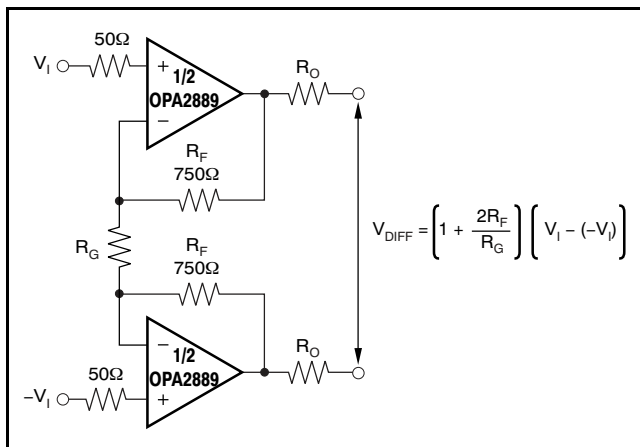 50Ω
V_I
+
1/2
OPA2889
−
R_O
R_F
750Ω
R_G
V_DIFF = (1 + 2R_F/R_G) (V_I − (−V_I))
R_F
750Ω
−
1/2
OPA2889
+
R_O
50Ω
−V_I